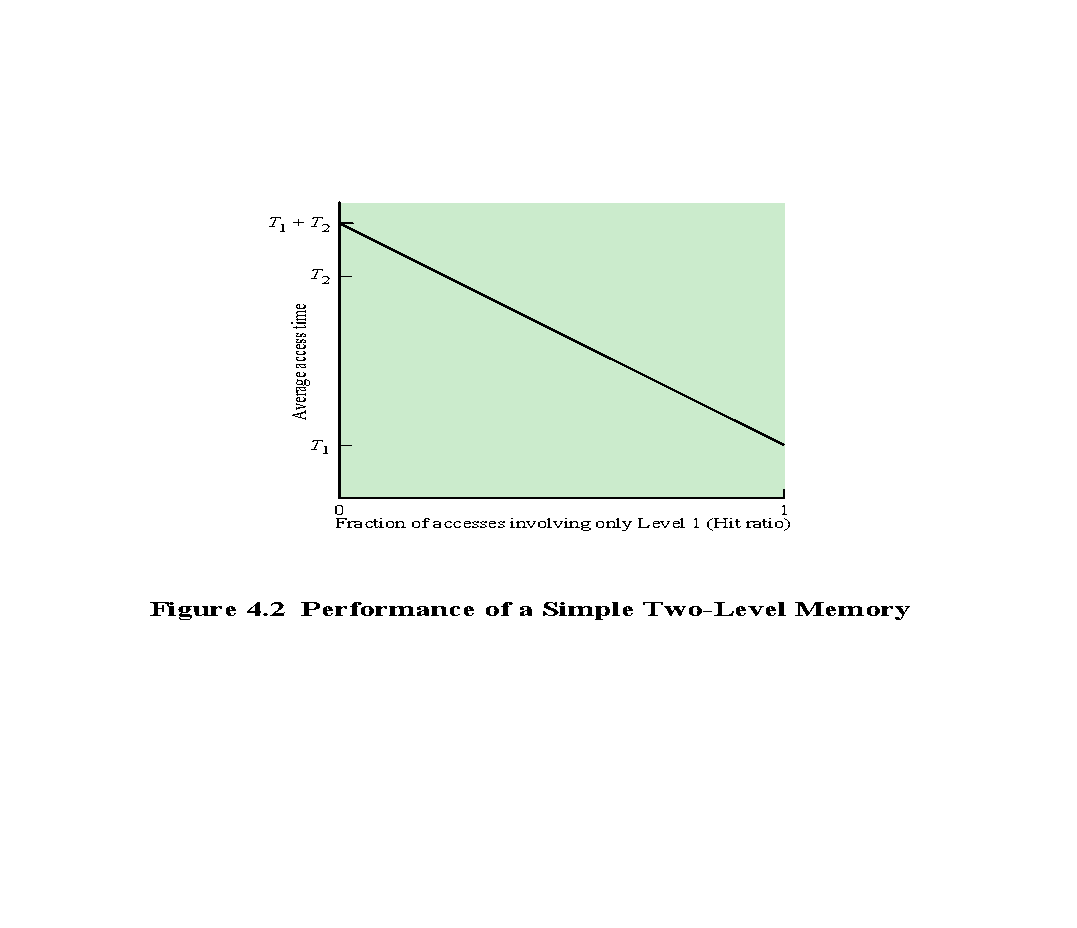 T1 + T2
T2
Average access time
T1
0
1
Fraction of accesses involving only Level 1 (Hit ratio)
Figure 4.2 Performance of a Simple Two-Level Memory